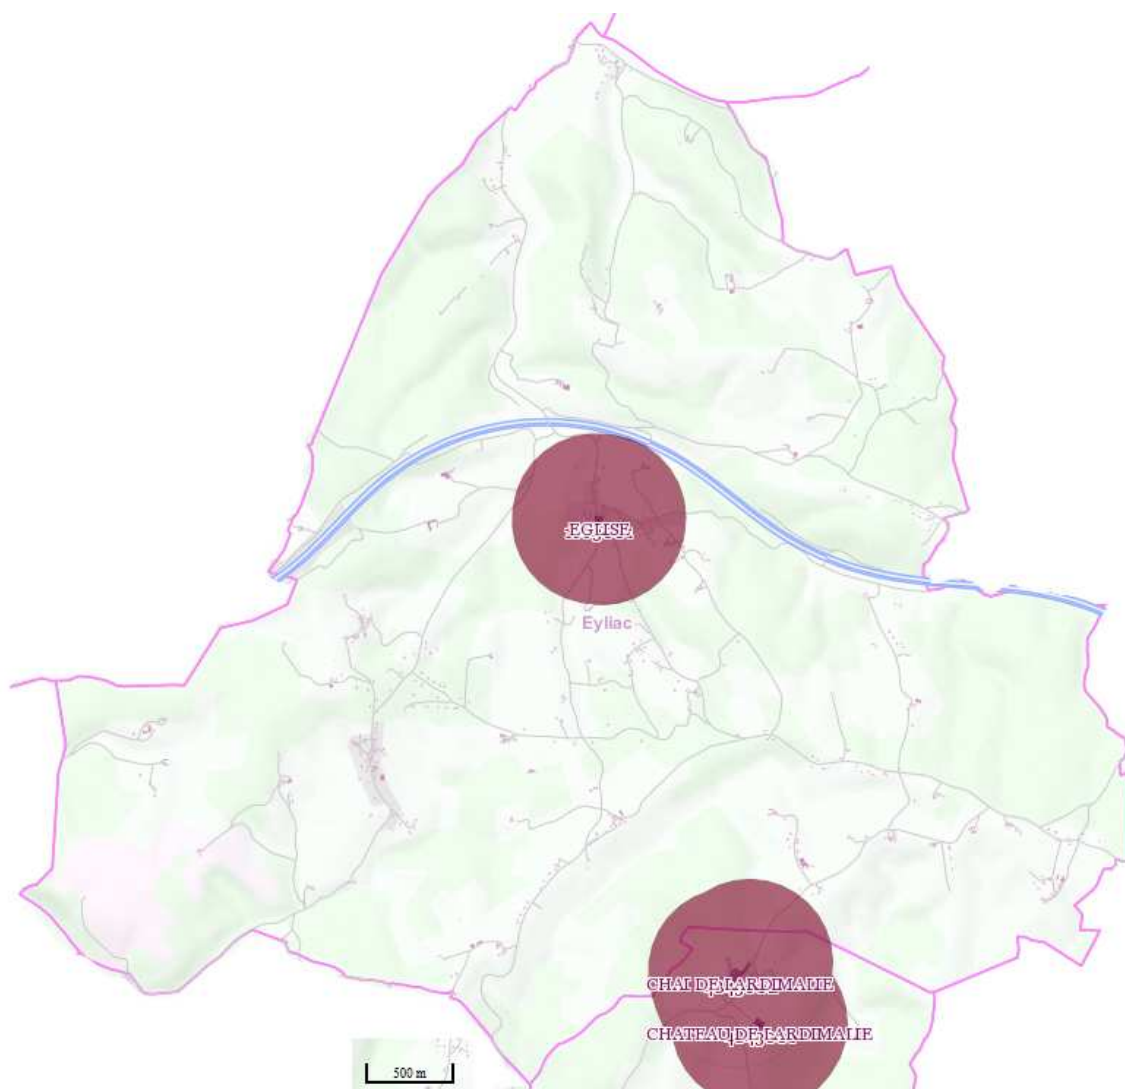 EGLISE
Eyliac
CHAI DE LARDIMALIE
CHATEAU DE LARDIMALIE
500 m